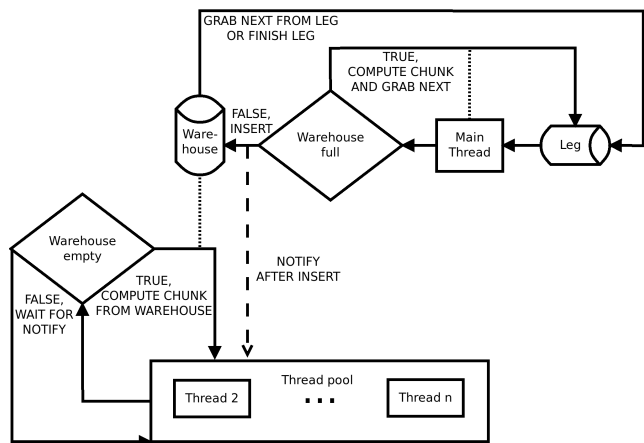 GRAB NEXT FROM LEG
OR FINISH LEG
TRUE,
COMPUTE CHUNK
AND GRAB NEXT
FALSE,
INSERT
Ware-
house
Warehouse
full
Main
Thread
Leg
Warehouse
empty
NOTIFY
AFTER INSERT
TRUE,
COMPUTE CHUNK
FROM WAREHOUSE
FALSE,
WAIT FOR
NOTIFY
Thread pool
Thread 2
...
Thread n